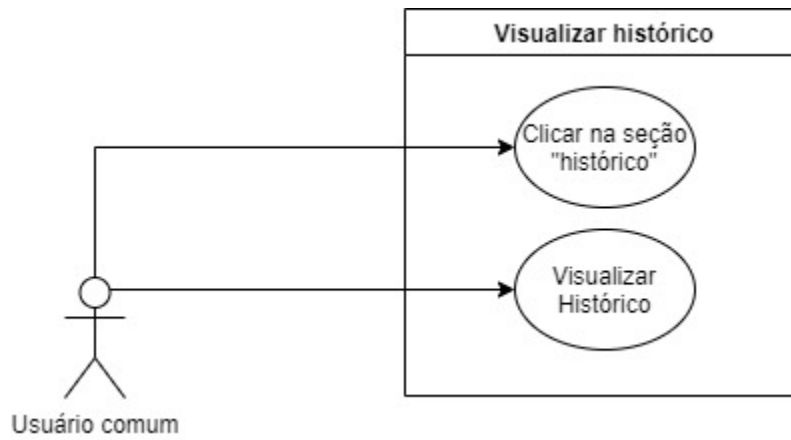 Visualizar histórico
Clicar na seção
"histórico"
Visualizar
Histórico
Usuário comum